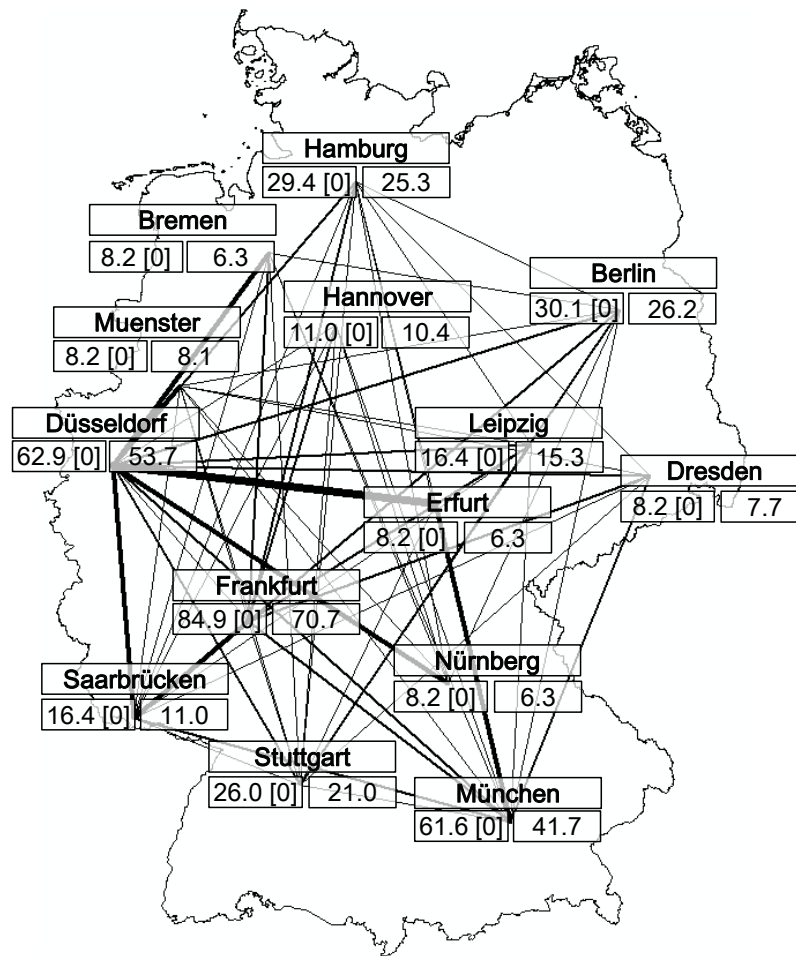 Hamburg
29.4 [0] 25.3
Bremen
8.2 [0] 6.3
Berlin
30.1 [0] 26.2
Hannover
11.0 [0] 10.4
Muenster
8.2 [0] 8.1
Düsseldorf
62.9 [0] 53.7
Leipzig
16.4 [0] 15.3
Dresden
8.2 [0] 7.7
Erfurt
8.2 [0] 6.3
Frankfurt
84.9 [0] 70.7
Nürnberg
8.2 [0] 6.3
Saarbrücken
16.4 [0] 11.0
Stuttgart
26.0 [0] 21.0
München
61.6 [0] 41.7